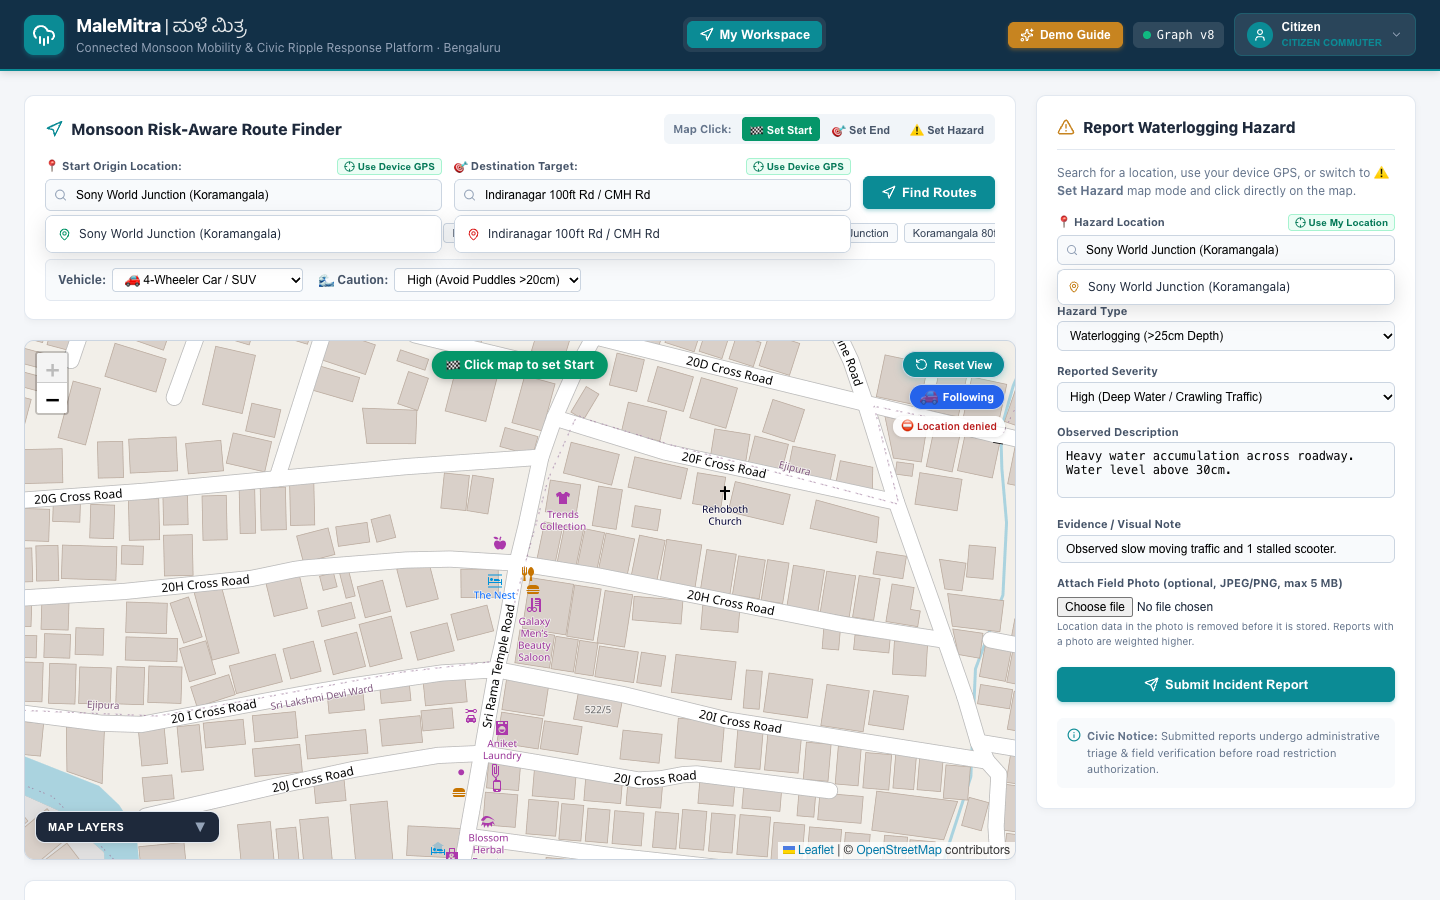 MaleMitra | ಮಳೆ ಮಿತ್ರ
Connected Monsoon Mobility & Civic Ripple Response Platform · Bengaluru
My Workspace
Demo Guide
Graph v8
Citizen
CITIZEN COMMUTER
Monsoon Risk-Aware Route Finder
Map Click:
Set Start
Set End
Set Hazard
Start Origin Location:
Use Device GPS
Destination Target:
Use Device GPS
Sony World Junction (Koramangala)
Indiranagar 100ft Rd / CMH Rd
Find Routes
Sony World Junction (Koramangala)
Indiranagar 100ft Rd / CMH Rd
Junction
Koramangala 80f
Vehicle:
4-Wheeler Car / SUV
Caution:
High (Avoid Puddles >20cm)
+
−
Click map to set Start
Reset View
Following
Location denied
20D Cross Road
ine Road
20F Cross Road
Ejipura
20G Cross Road
Trends
Collection
Rehoboth
Church
20H Cross Road
The Nest
20H Cross Road
Galaxy
Men's
Beauty
Saloon
Sri Rama Temple Road
Ejipura
20 I Cross Road
Sri Lakshmi Devi Ward
522/5
20I Cross Road
Aniket
Laundry
20J Cross Road
20J Cross Road
Blossom
Herbal
MAP LAYERS
Leaflet | © OpenStreetMap contributors
Report Waterlogging Hazard
Search for a location, use your device GPS, or switch to
Set Hazard map mode and click directly on the map.
Hazard Location
Use My Location
Sony World Junction (Koramangala)
Sony World Junction (Koramangala)
Hazard Type
Waterlogging (>25cm Depth)
Reported Severity
High (Deep Water / Crawling Traffic)
Observed Description
Heavy water accumulation across roadway.
Water level above 30cm.
Evidence / Visual Note
Observed slow moving traffic and 1 stalled scooter.
Attach Field Photo (optional, JPEG/PNG, max 5 MB)
Choose file No file chosen
Location data in the photo is removed before it is stored. Reports with
a photo are weighted higher.
Submit Incident Report
Civic Notice: Submitted reports undergo administrative
triage & field verification before road restriction
authorization.